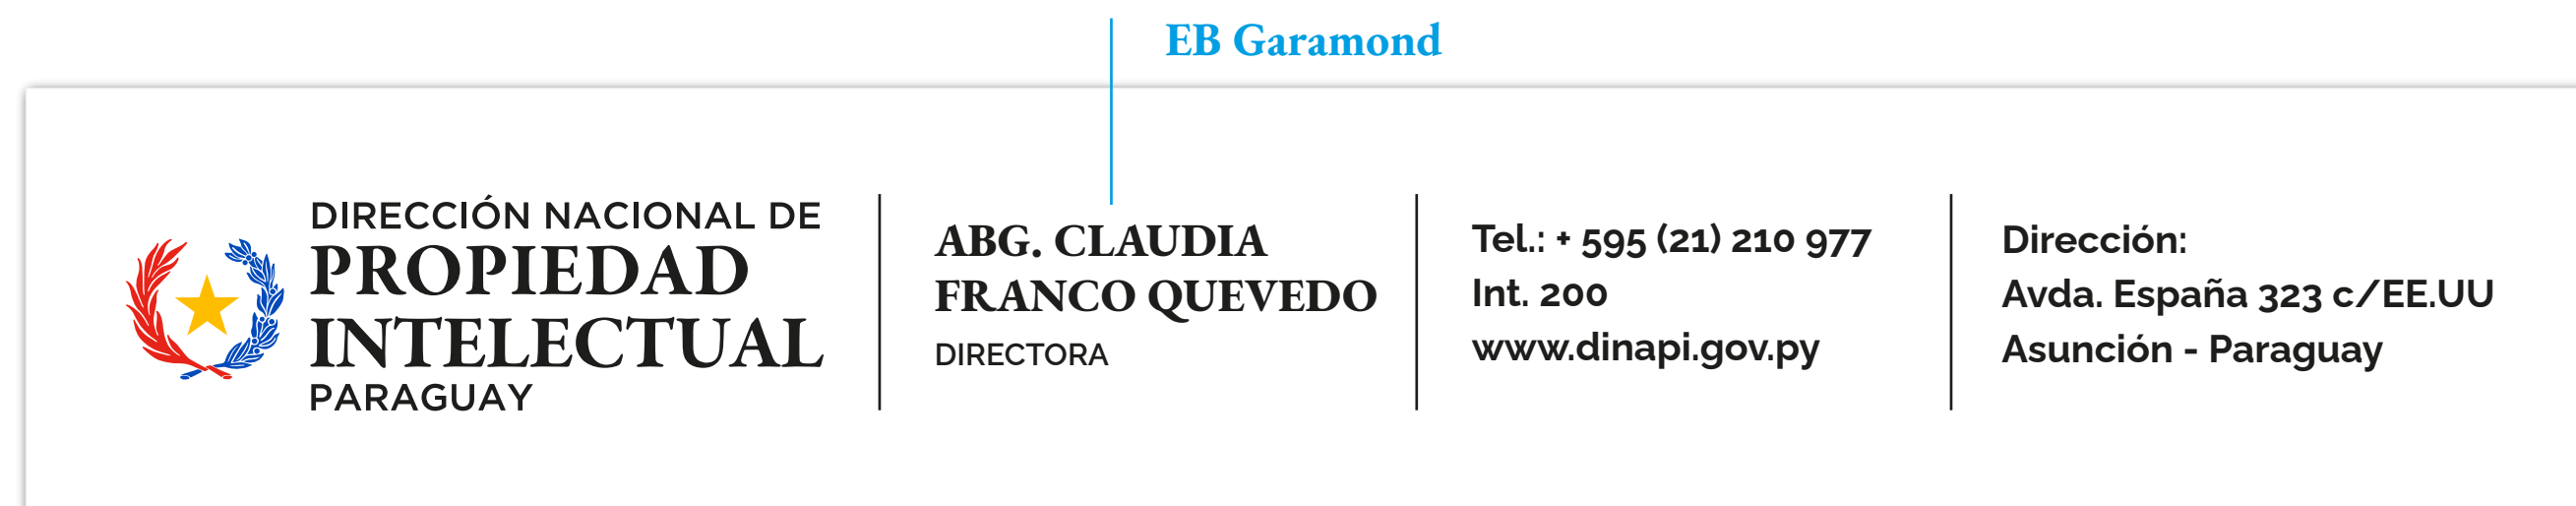 EB Garamond
DIRECCIÓN NACIONAL DE
PROPIEDAD
INTELECTUAL
PARAGUAY
ABG. CLAUDIA
FRANCO QUEVEDO
DIRECTORA
Tel.: + 595 (21) 210 977
Int. 200
www.dinapi.gov.py
Dirección:
Avda. España 323 c/EE.UU
Asunción - Paraguay